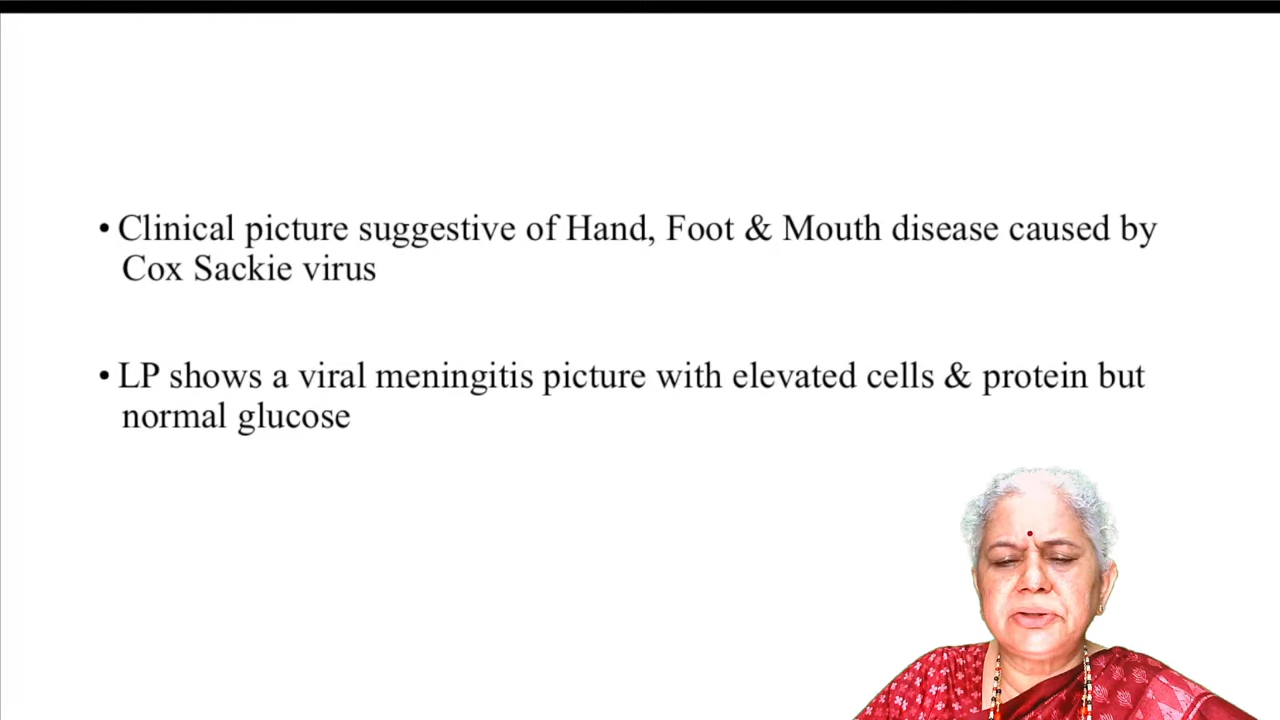 • Clinical picture suggestive of Hand, Foot & Mouth disease caused by
Cox Sackie virus
• LP shows a viral meningitis picture with elevated cells & protein but
normal glucose